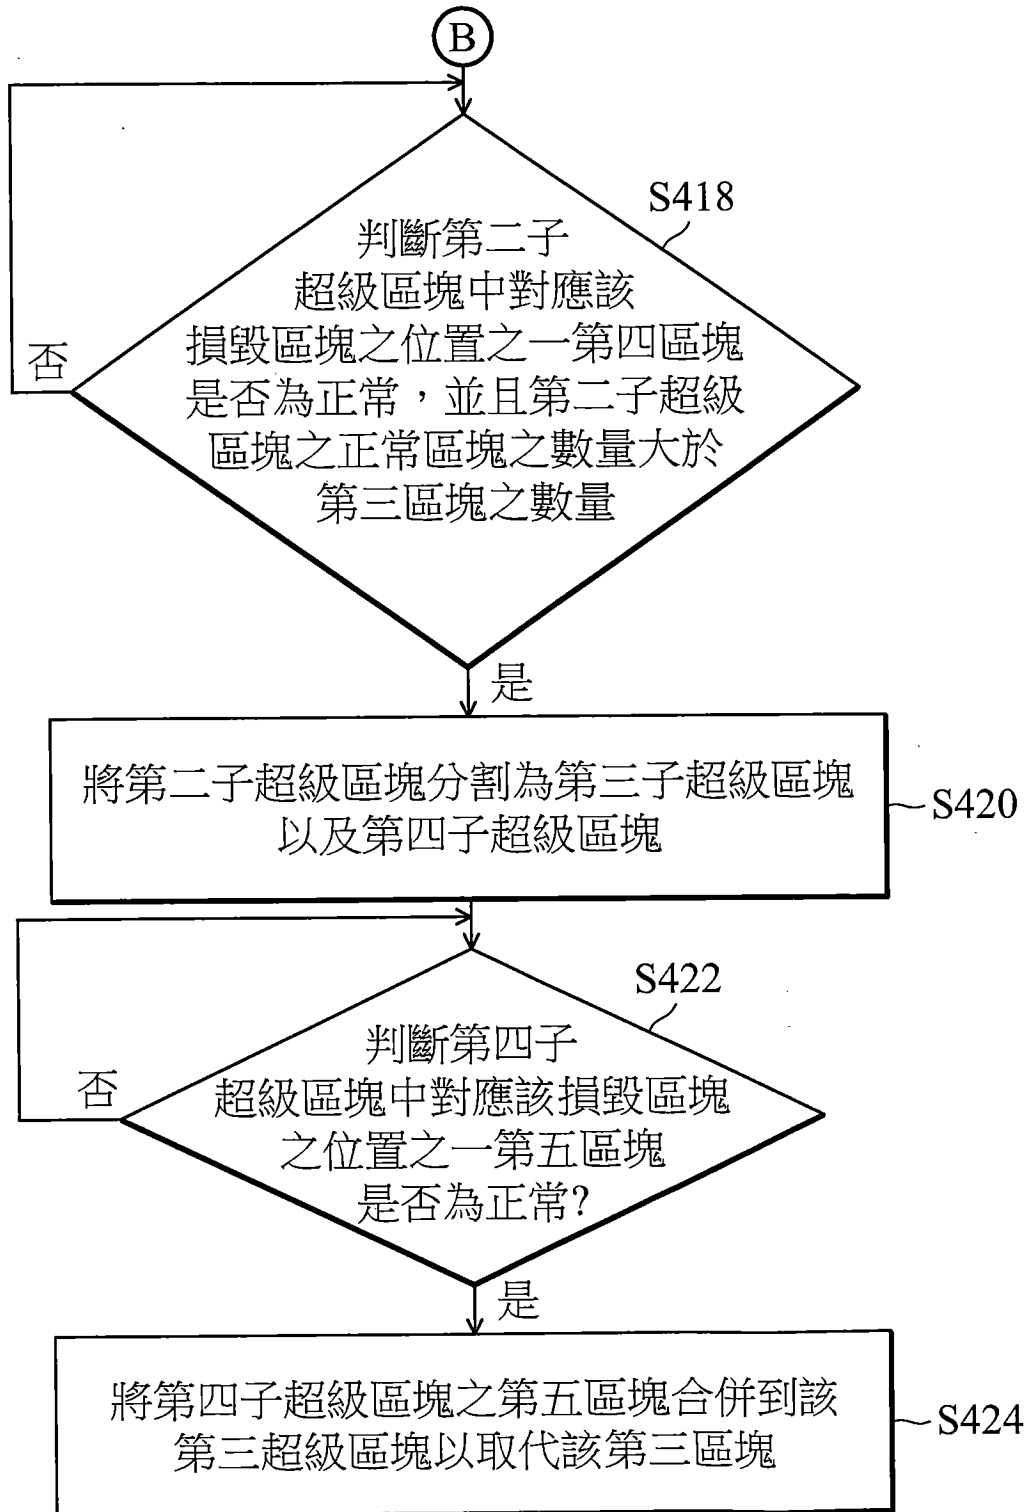 B
S418
判斷第二子
超級區塊中對應該
損毀區塊之位置之一第四區塊
是否為正常，並且第二子超級
區塊之正常區塊之數量大於
第三區塊之數量
否
是
將第二子超級區塊分割為第三子超級區塊
以及第四子超級區塊
S420
S422
判斷第四子
超級區塊中對應該損毀區塊
之位置之一第五區塊
是否為正常?
否
是
將第四子超級區塊之第五區塊合併到該
第三超級區塊以取代該第三區塊
S424